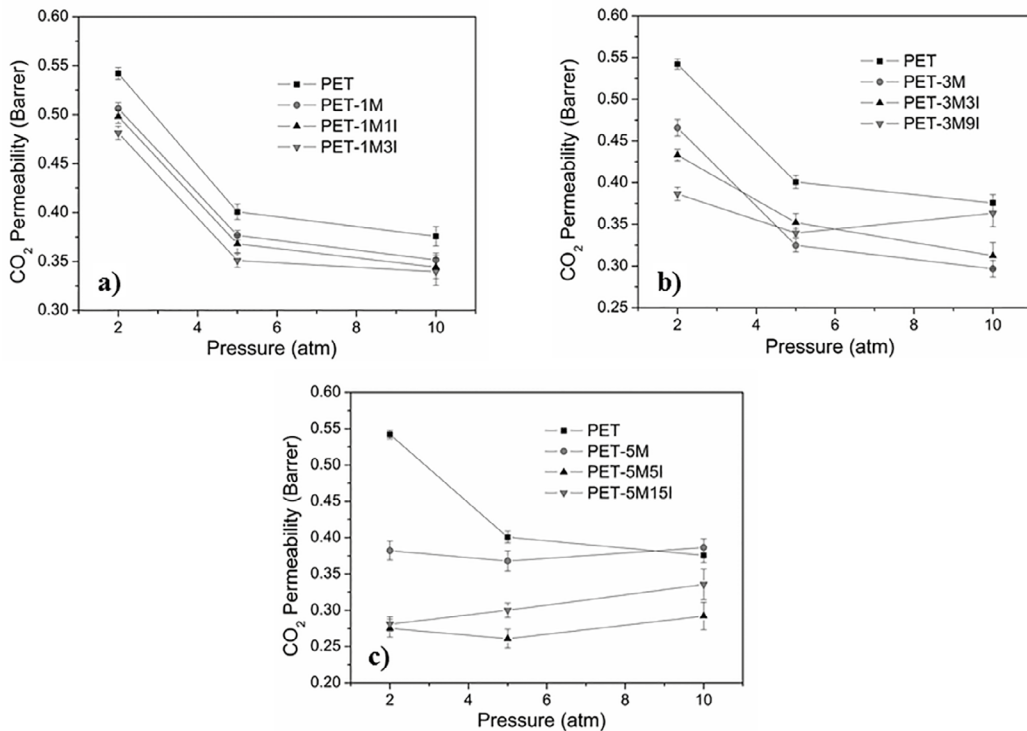 0.60
0.55
0.50
0.45
0.40
0.35
0.30
CO₂ Permeability (Barrer)
PET
PET-1M
PET-1M1I
PET-1M3I
a)
2 4 6 8 10
Pressure (atm)
0.60
0.55
0.50
0.45
0.40
0.35
0.30
0.25
CO₂ Permeability (Barrer)
PET
PET-3M
PET-3M3I
PET-3M9I
b)
2 4 6 8 10
Pressure (atm)
0.60
0.55
0.50
0.45
0.40
0.35
0.30
0.25
0.20
CO₂ Permeability (Barrer)
PET
PET-5M
PET-5M5I
PET-5M15I
c)
2 4 6 8 10
Pressure (atm)